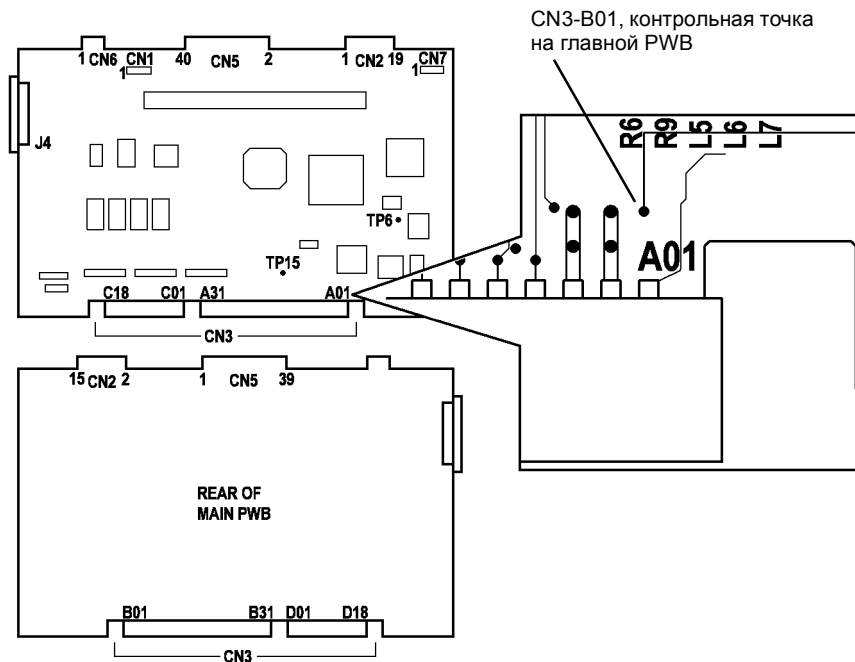 CN3-B01, контрольная точка
на главной PWB
1 CN6 CN1 40 CN5 2 1 CN2 19 CN7
1 1
J4
R6 R9 L5 L6 L7
TP6
TP15
A01
C18 C01 A31 A01
CN3
15 CN2 2 1 CN5 39
REAR OF
MAIN PWB
B01 B31 D01 D18
CN3